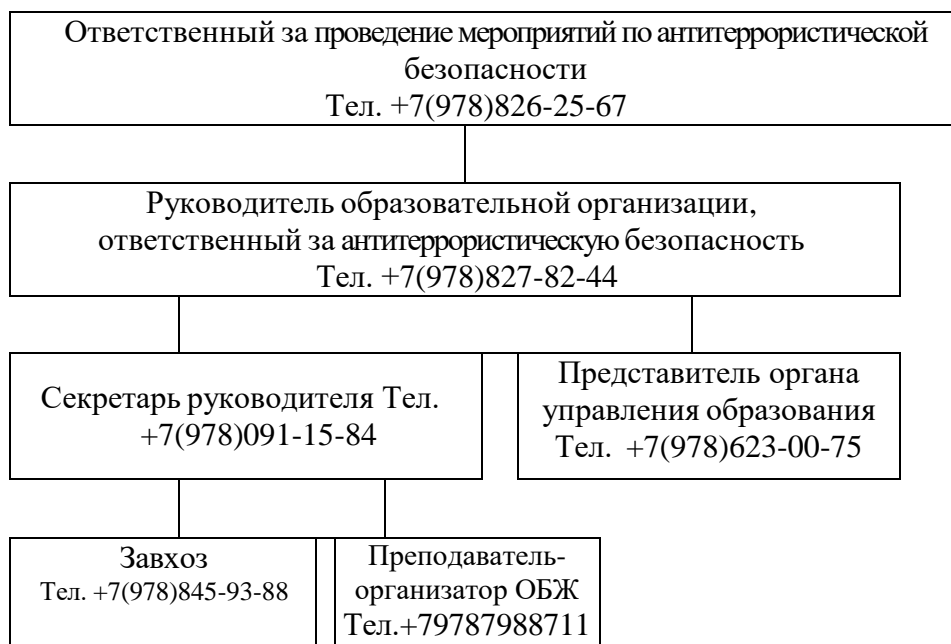 Ответственный за проведение мероприятий по антитеррористической
безопасности
Тел. +7(978)826-25-67
Руководитель образовательной организации,
ответственный за антитеррористическую безопасность
Тел. +7(978)827-82-44
Секретарь руководителя Тел.
+7(978)091-15-84
Представитель органа
управления образования
Тел. +7(978)623-00-75
Завхоз
Тел. +7(978)845-93-88
Преподаватель-
организатор ОБЖ
Тел.+79787988711